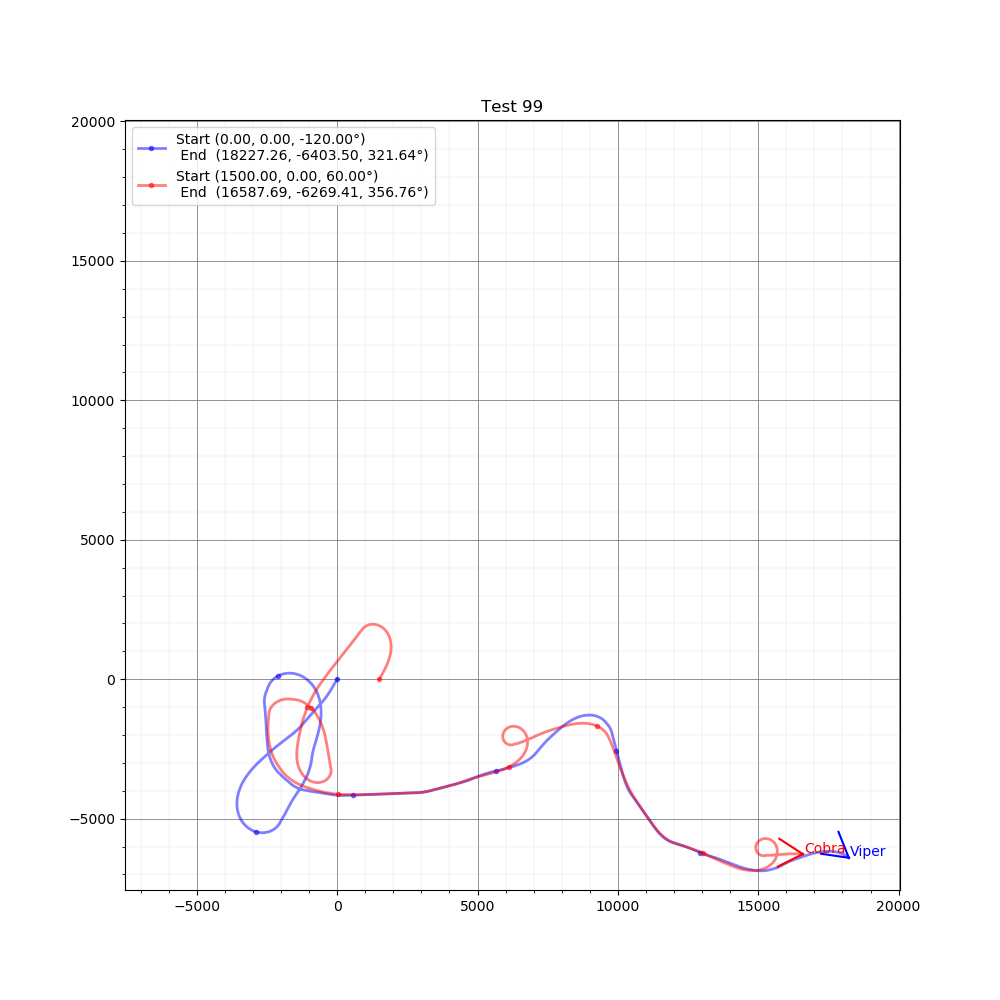 Test 99
Start (0.00, 0.00, -120.00°)
End (18227.26, -6403.50, 321.64°)
Start (1500.00, 0.00, 60.00°)
End (16587.69, -6269.41, 356.76°)
20000
15000
10000
5000
0
−5000
Cobra
Viper
−5000
0
5000
10000
15000
20000